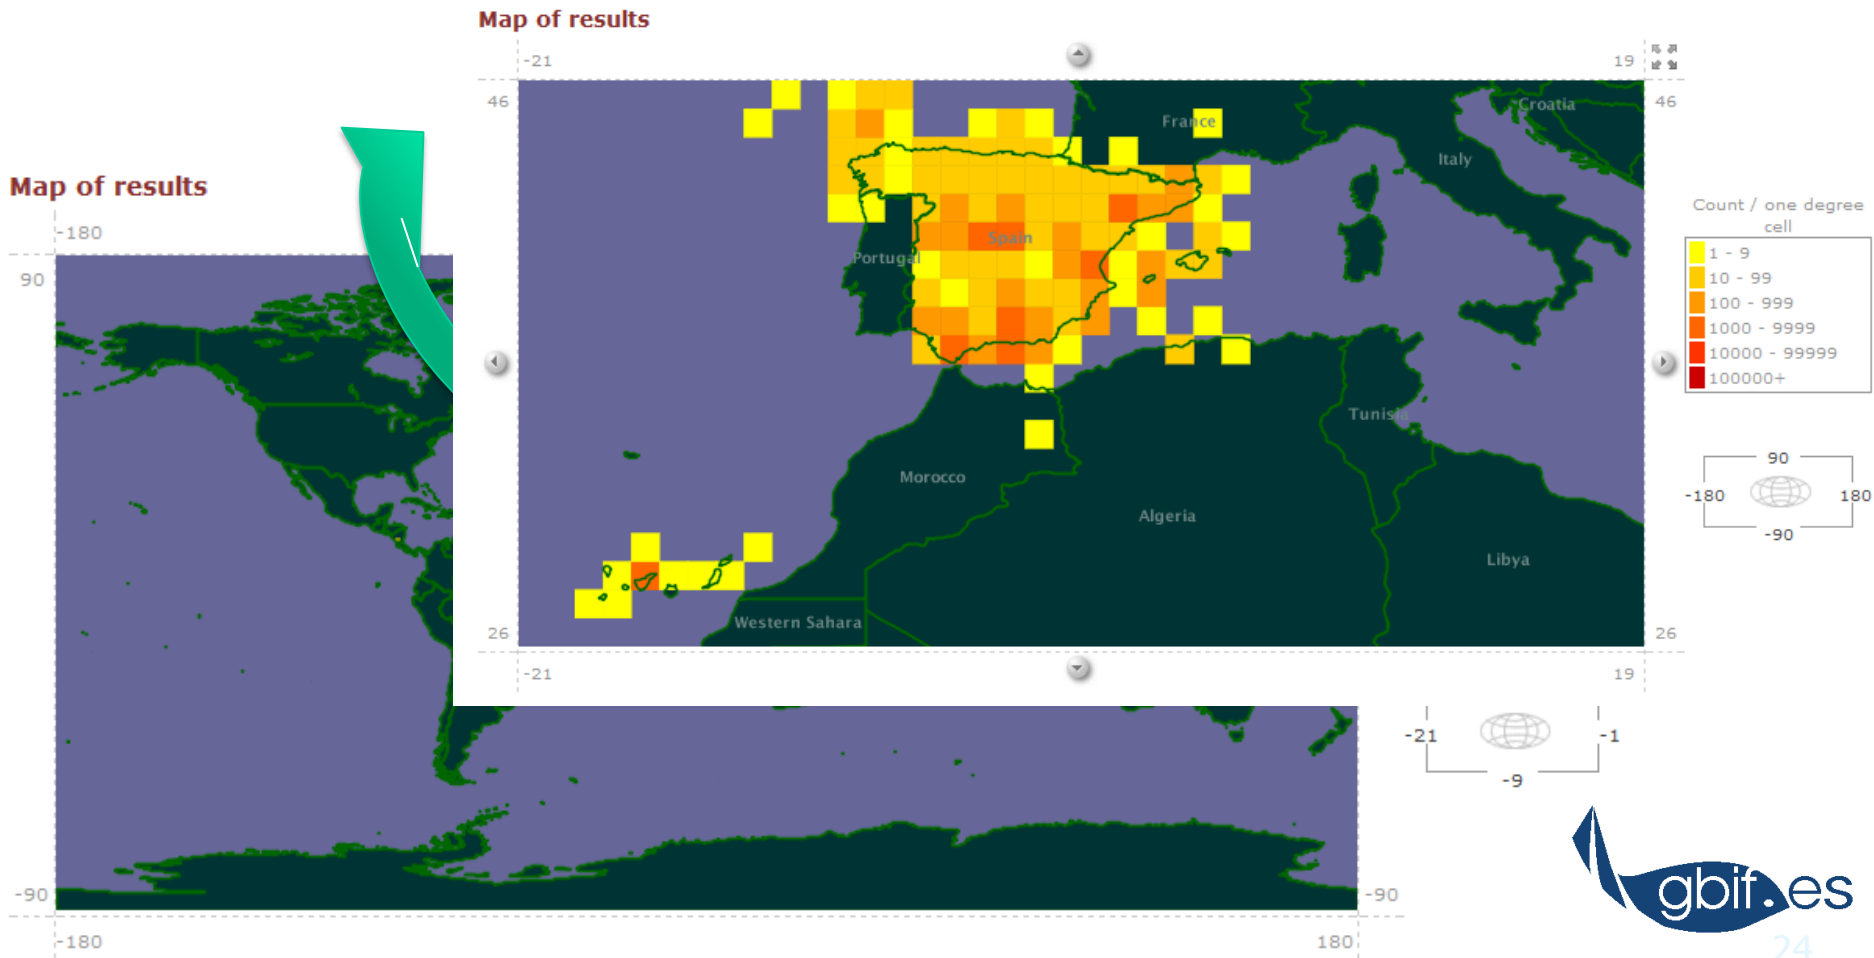 Map of results
-21
19
46
46
France
Croatia
Italy
Spain
Portugal
Tunisia
Morocco
Algeria
Libya
Western Sahara
26
26
-21
19
Count / one degree
cell
1 - 9
10 - 99
100 - 999
1000 - 9999
10000 - 99999
100000+
90
-180
180
-90
Map of results
-180
90
-21
-1
-9
-90
-90
-180
180
gbif.es
24